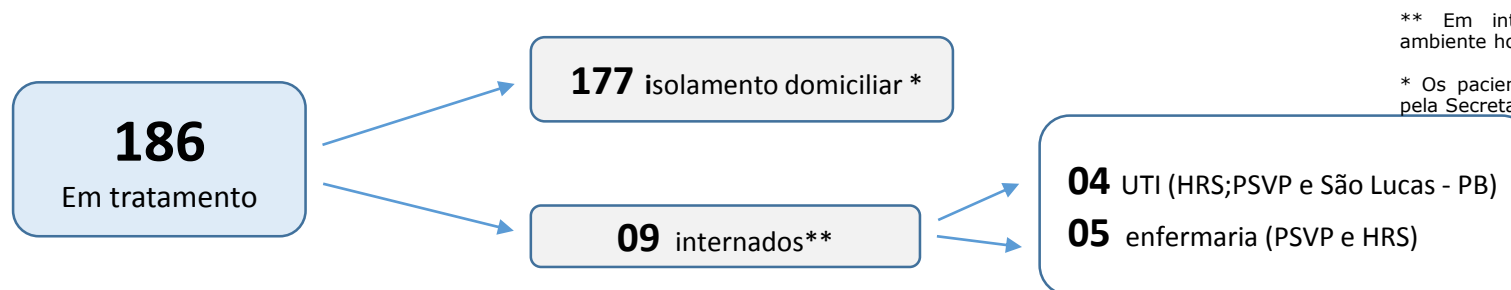 ** Em
ambiente
* Os
pela
177 isolamento domiciliar *
186
Em tratamento
09 internados**
04 UTI (HRS;PSVP e São Lucas - PB)
05 enfermaria (PSVP e HRS)